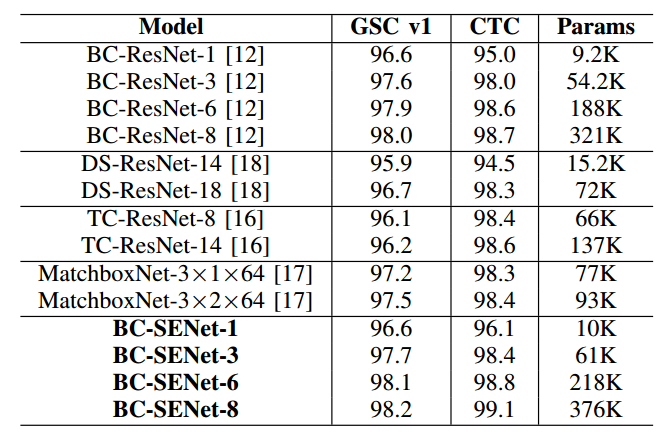 Model GSC v1 CTC Params
BC-ResNet-1 [12] 96.6 95.0 9.2K
BC-ResNet-3 [12] 97.6 98.0 54.2K
BC-ResNet-6 [12] 97.9 98.6 188K
BC-ResNet-8 [12] 98.0 98.7 321K
DS-ResNet-14 [18] 95.9 94.5 15.2K
DS-ResNet-18 [18] 96.7 98.3 72K
TC-ResNet-8 [16] 96.1 98.4 66K
TC-ResNet-14 [16] 96.2 98.6 137K
MatchboxNet-3×1×64 [17] 97.2 98.3 77K
MatchboxNet-3×2×64 [17] 97.5 98.4 93K
BC-SENet-1 96.6 96.1 10K
BC-SENet-3 97.7 98.4 61K
BC-SENet-6 98.1 98.8 218K
BC-SENet-8 98.2 99.1 376K